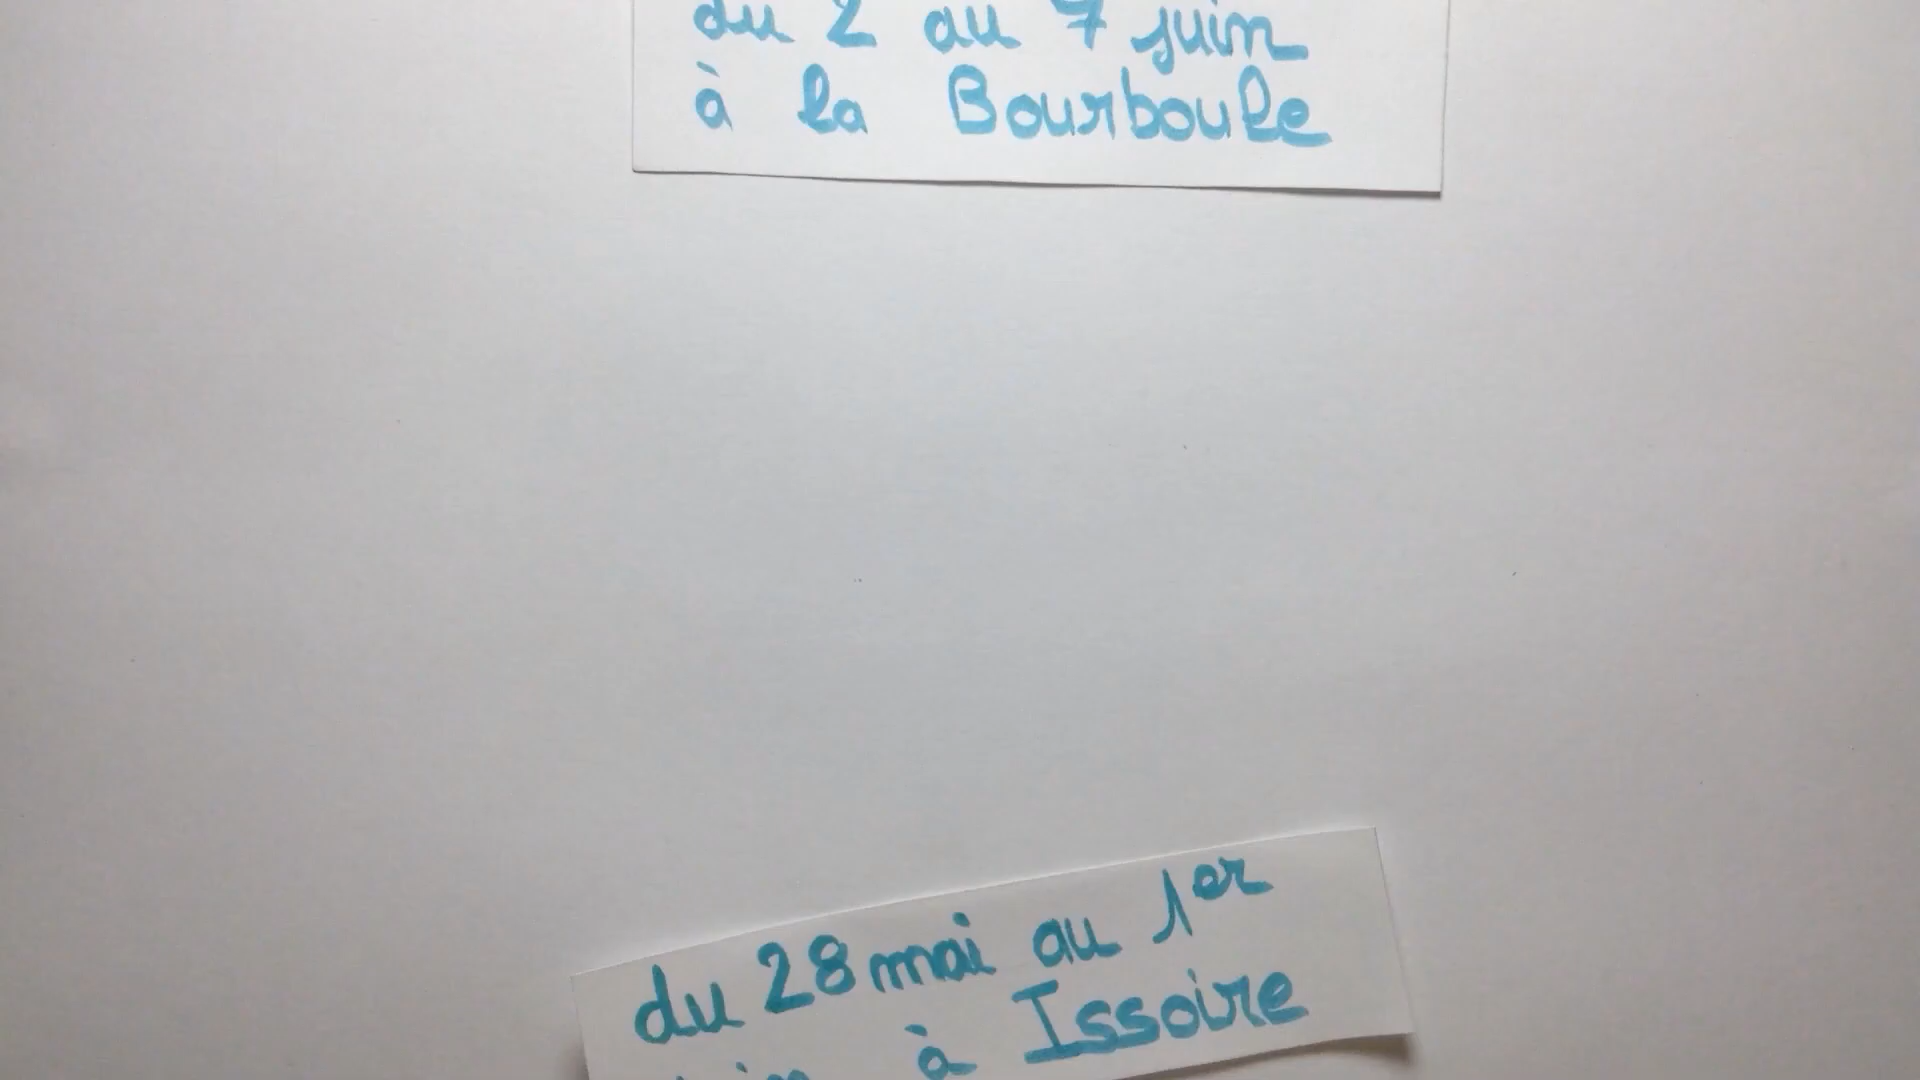 du 2 au 7 juin
à la Bourboule
du 28 mai au 1er
à Issoire